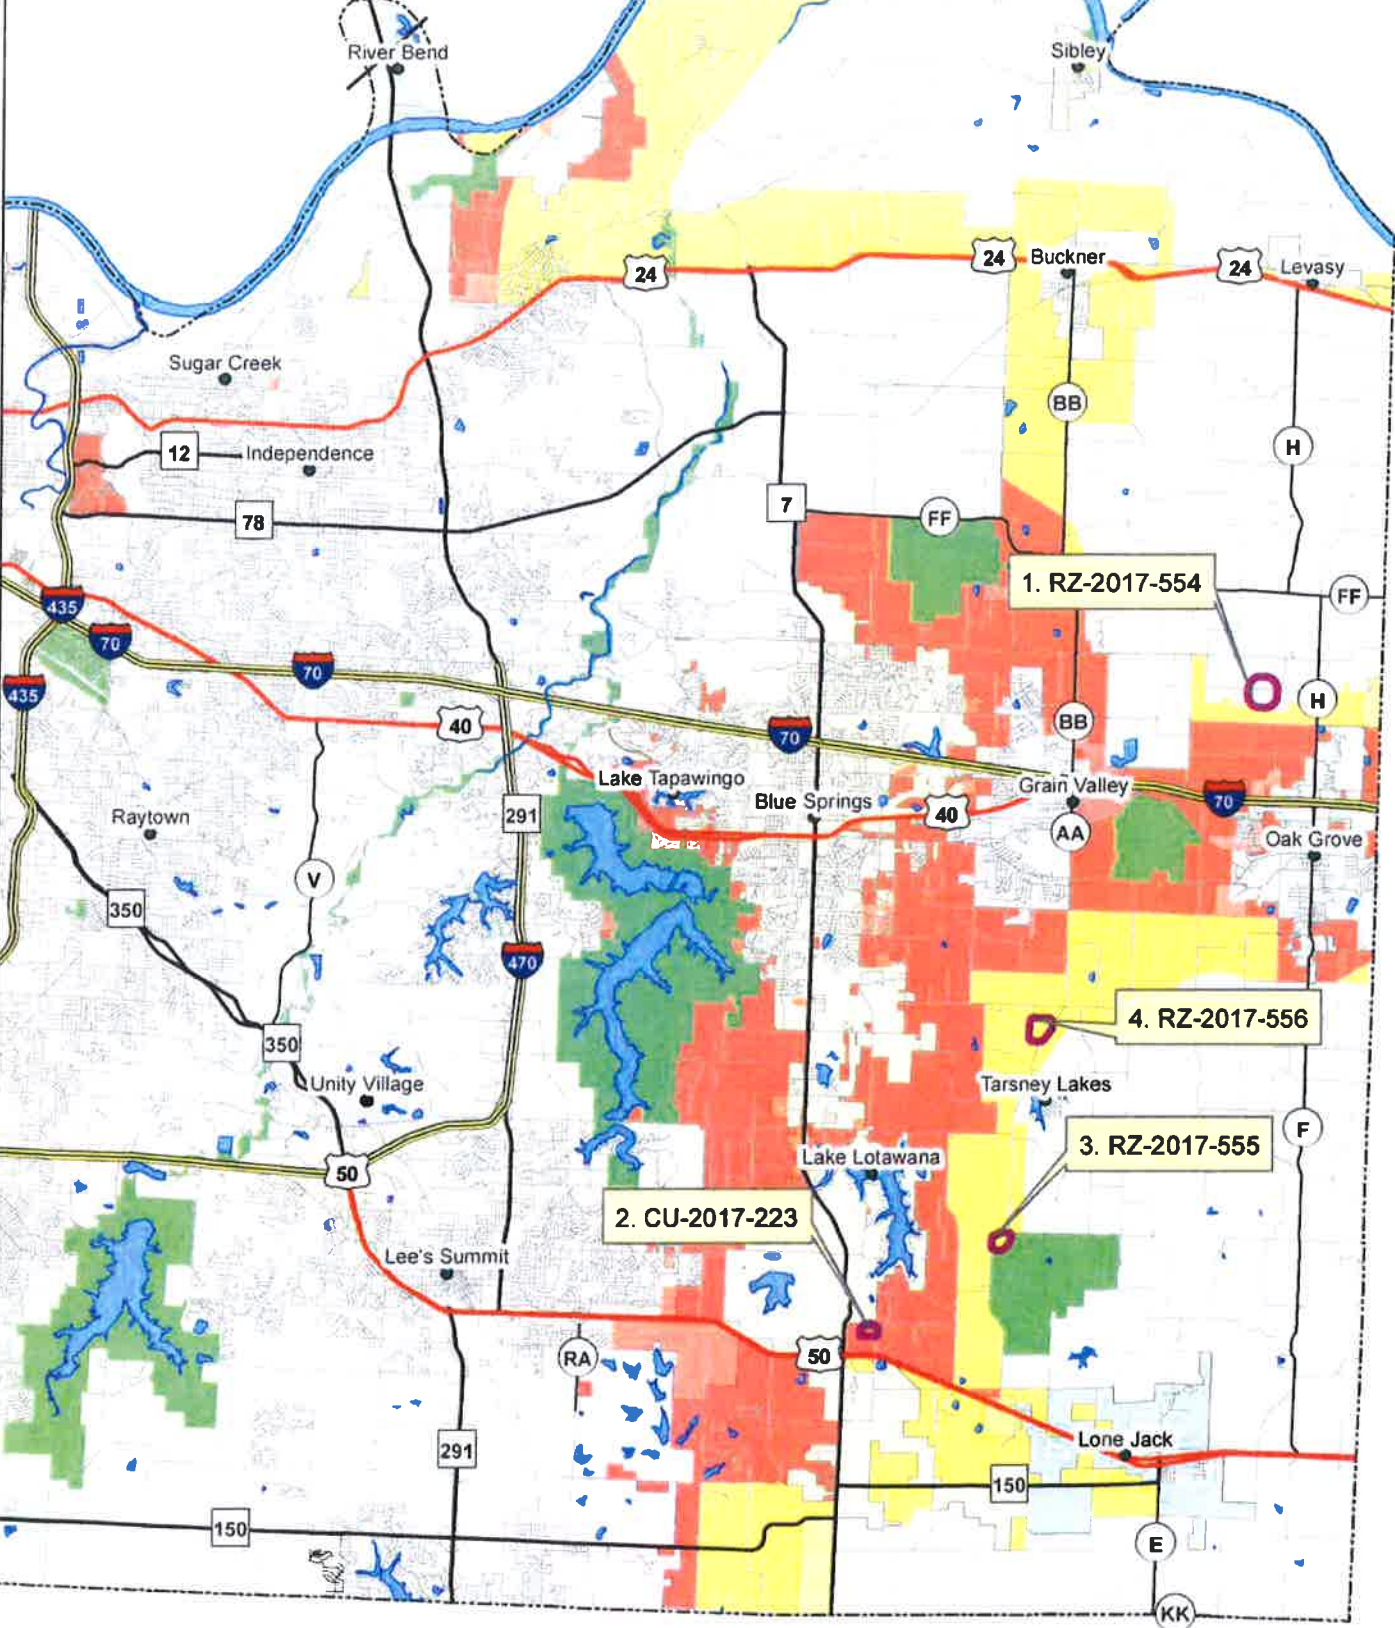 River Bend
Sibley
24
24
Buckner
24
Levasy
Sugar Creek
BB
12
Independence
H
78
7
FF
1. RZ-2017-554
FF
435
70
70
435
H
40
BB
70
Lake Tapawingo
Grain Valley
Blue Springs
70
291
40
Raytown
AA
Oak Grove
V
350
470
4. RZ-2017-556
350
Unity Village
Tarsney Lakes
F
3. RZ-2017-555
Lake Lotawana
50
2. CU-2017-223
Lee's Summit
RA
50
Lone Jack
291
150
150
E
KK